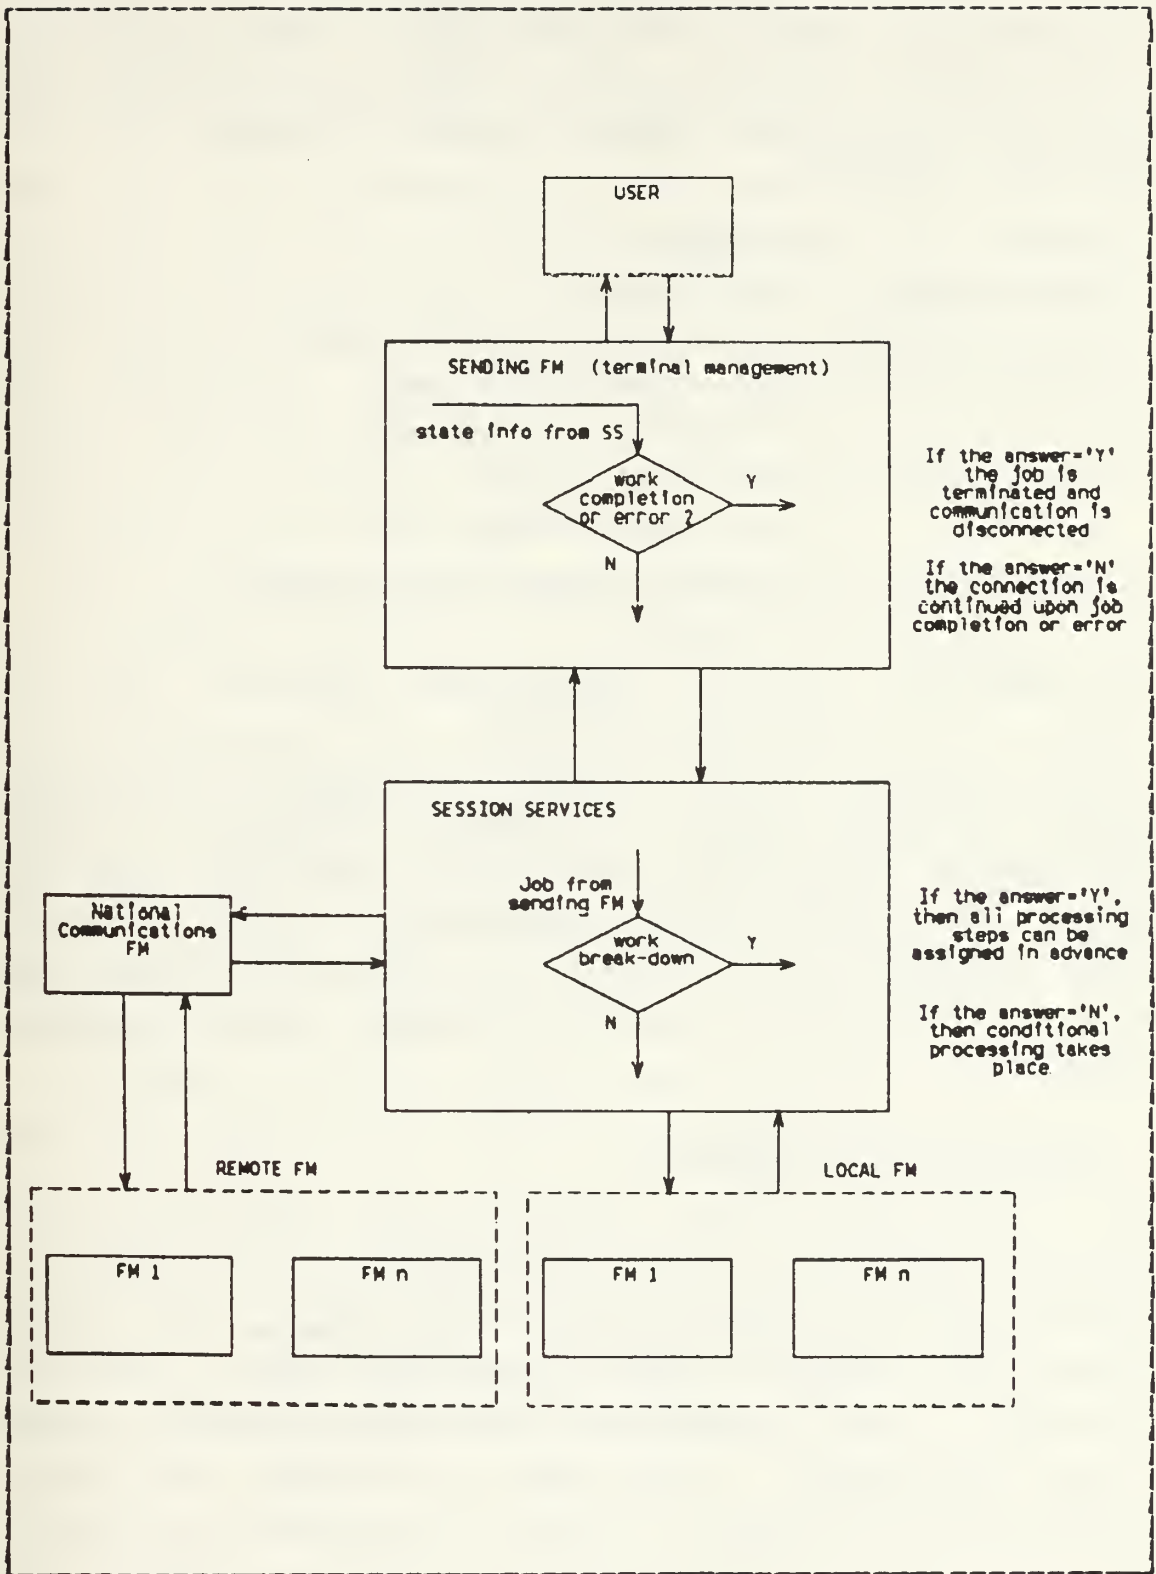 USER
SENDING FM (terminal management)
state info from SS
work
completion
or error ?
Y
N
If the answer='Y'
the job is
terminated and
communication is
disconnected
If the answer='N'
the connection is
continued upon job
completion or error
SESSION SERVICES
Job from
sending FM
work
break-down
Y
N
National
Communications
FM
If the answer='Y',
then all processing
steps can be
assigned in advance
If the answer='N',
then conditional
processing takes
place
REMOTE FM
LOCAL FM
FM 1
FM n
FM 1
FM n